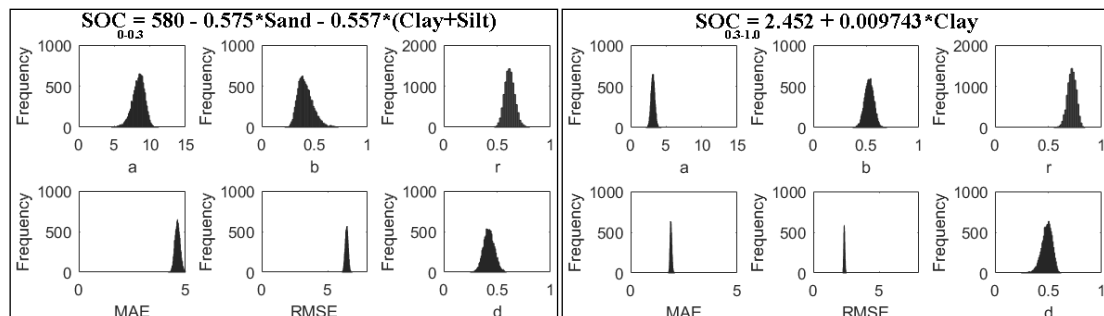 SOC 0-0.3 = 580 - 0.575*Sand - 0.557*(Clay+Silt)
Frequency 1000 500 0 0 5 10 15 a
Frequency 1000 500 0 0 0.5 1 b
Frequency 2000 1000 0 0 0.5 1 r
Frequency 1000 500 0 0 5 MAE
Frequency 1000 500 0 0 5 RMSE
Frequency 1000 500 0 0 0.5 1 d
SOC 0.3-1.0 = 2.452 + 0.009743*Clay
Frequency 1000 500 0 0 5 10 15 a
Frequency 1000 500 0 0 0.5 1 b
Frequency 2000 1000 0 0 0.5 1 r
Frequency 1000 500 0 0 5 MAE
Frequency 1000 500 0 0 5 RMSE
Frequency 1000 500 0 0 0.5 1 d